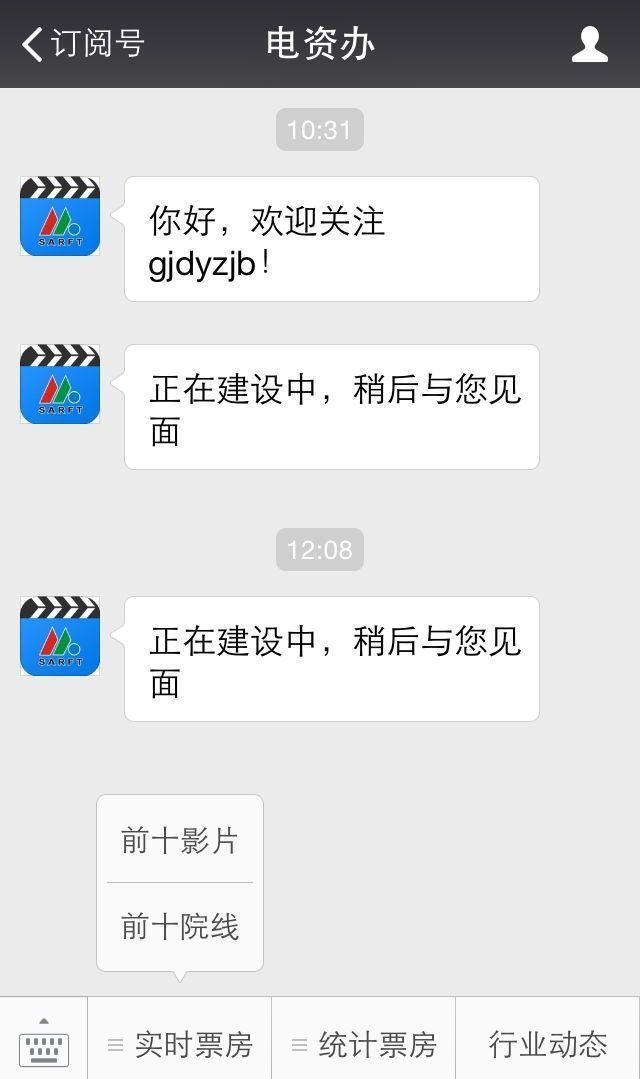 订阅号
电资办
10:31
你好，欢迎关注
gjdyzjb！
SARFT
正在建设中，稍后与您见
面
SARFT
12:08
正在建设中，稍后与您见
面
SARFT
前十影片
前十院线
实时票房
统计票房
行业动态